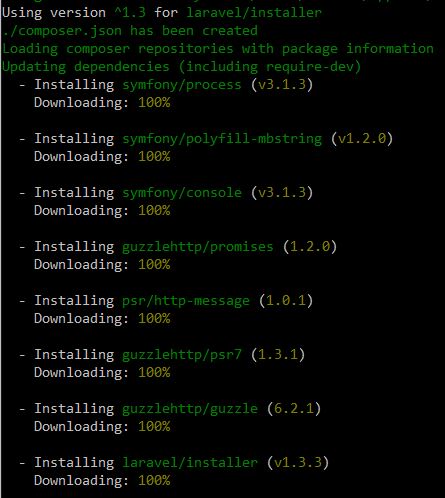 Using version ^1.3 for laravel/installer
./composer.json has been created
Loading composer repositories with package information
Updating dependencies (including require-dev)
- Installing symfony/process (v3.1.3)
Downloading: 100%
- Installing symfony/polyfill-mbstring (v1.2.0)
Downloading: 100%
- Installing symfony/console (v3.1.3)
Downloading: 100%
- Installing guzzlehttp/promises (1.2.0)
Downloading: 100%
- Installing psr/http-message (1.0.1)
Downloading: 100%
- Installing guzzlehttp/psr7 (1.3.1)
Downloading: 100%
- Installing guzzlehttp/guzzle (6.2.1)
Downloading: 100%
- Installing laravel/installer (v1.3.3)
Downloading: 100%